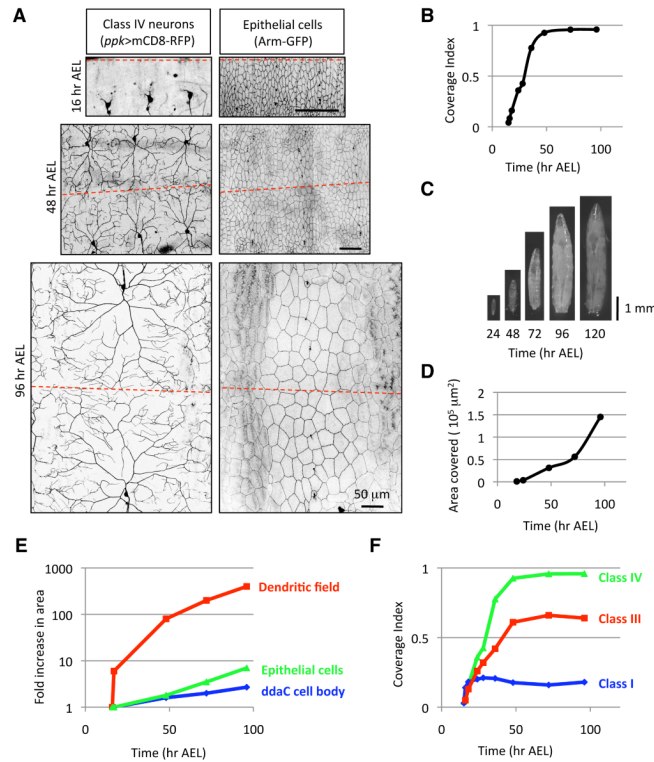 A
Class IV neurons
(ppk>mCD8-RFP)
Epithelial cells
(Arm-GFP)
16 hr AEL
48 hr AEL
96 hr AEL
50 μm
B
Coverage Index
1
0.5
0
0 50 100
Time (hr AEL)
C
1 mm
24 48 72 96 120
Time (hr AEL)
D
Area covered ( 10⁵ μm²)
2
1.5
1
0.5
0
0 50 100
Time (hr AEL)
E
Fold increase in area
1000
100
10
1
Dendritic field
Epithelial cells
ddaC cell body
0 50 100
Time (hr AEL)
F
Coverage Index
1
0.5
0
Class IV
Class III
Class I
0 50 100
Time (hr AEL)